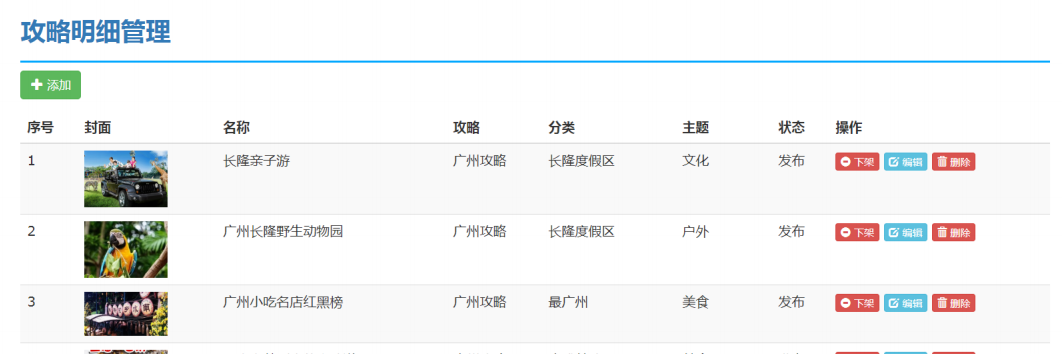 攻略明细管理
添加
序号 封面 名称 攻略 分类 主题 状态 操作
1 长隆亲子游 广州攻略 长隆度假区 文化 发布 下架 编辑 删除
2 广州长隆野生动物园 广州攻略 长隆度假区 户外 发布 下架 编辑 删除
3 广州小吃名店红黑榜 广州攻略 最广州 美食 发布 下架 编辑 删除